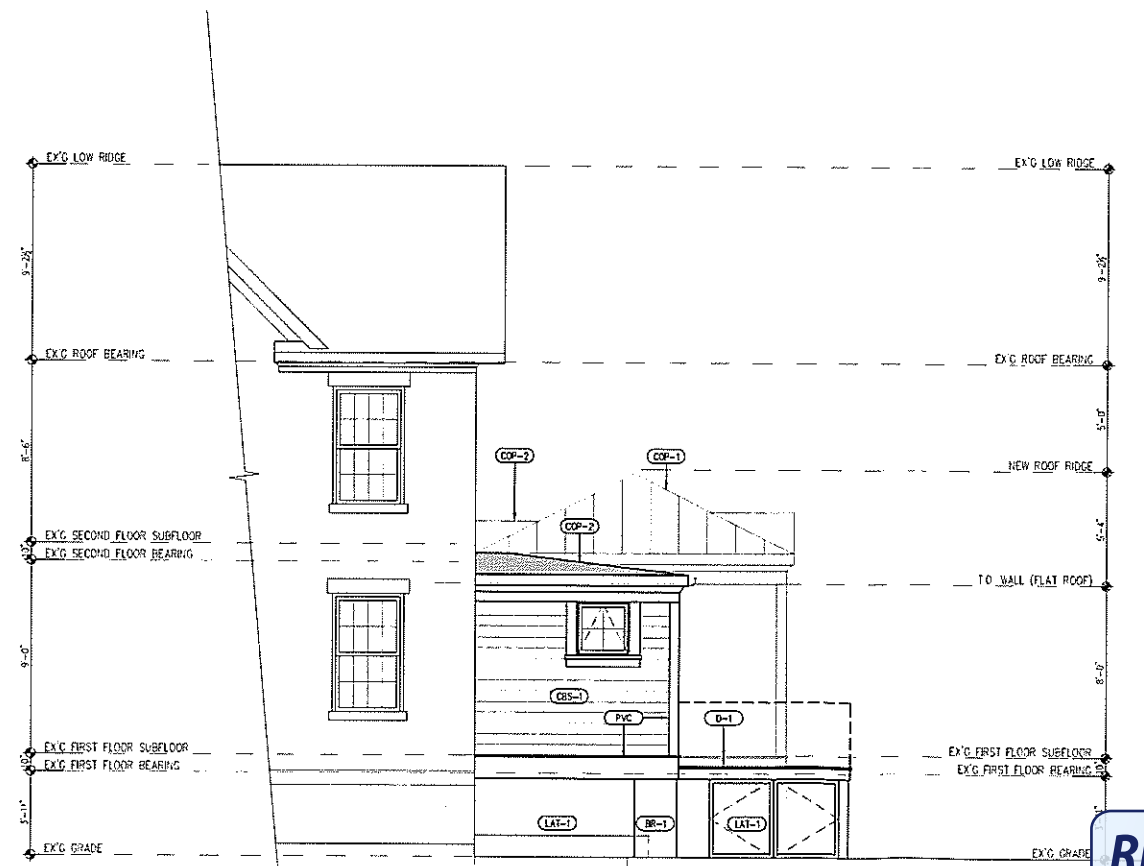 EX'G LOW RIDGE
EX'G LOW RIDGE
9'-2½"
9'-2½"
EX'G ROOF BEARING
EX'G ROOF BEARING
8'-6"
5'-0"
COP-2
COP-1
NEW ROOF RIDGE
COP-2
5'-4"
EX'G SECOND FLOOR SUBFLOOR
10"
EX'G SECOND FLOOR BEARING
TO WALL (FLAT ROOF)
9'-0"
8'-0"
CBS-1
PVC
D-1
EX'G FIRST FLOOR SUBFLOOR
EX'G FIRST FLOOR SUBFLOOR
10"
10"
EX'G FIRST FLOOR BEARING
EX'G FIRST FLOOR BEARING
5'-11"
LAT-1
BR-1
LAT-1
EX'G GRADE
EX'G GRADE